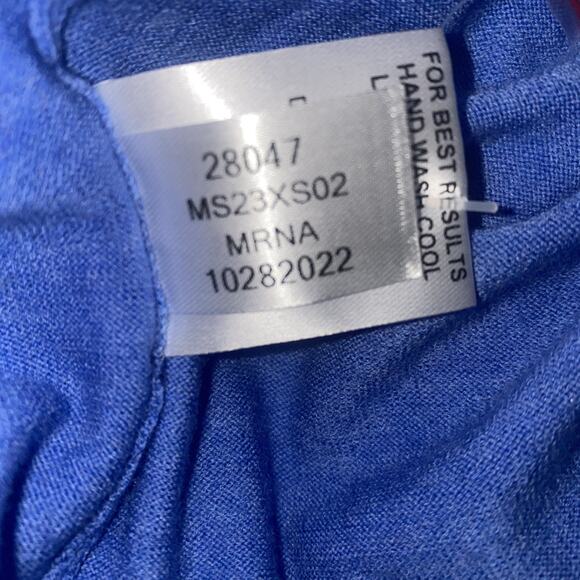 28047
MS23XS02
MRNA
10282022
FOR BEST RESULTS
HAND WASH COOL
L